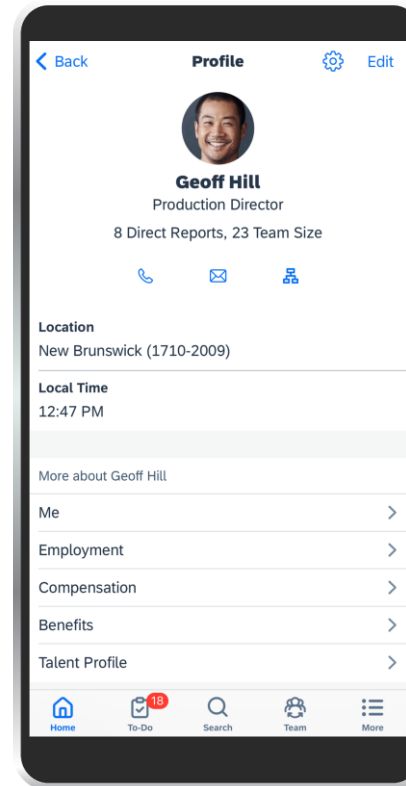 Back Profile Edit
Geoff Hill
Production Director
8 Direct Reports, 23 Team Size
Location
New Brunswick (1710-2009)
Local Time
12:47 PM
More about Geoff Hill
Me
Employment
Compensation
Benefits
Talent Profile
18
Home To-Do Search Team More